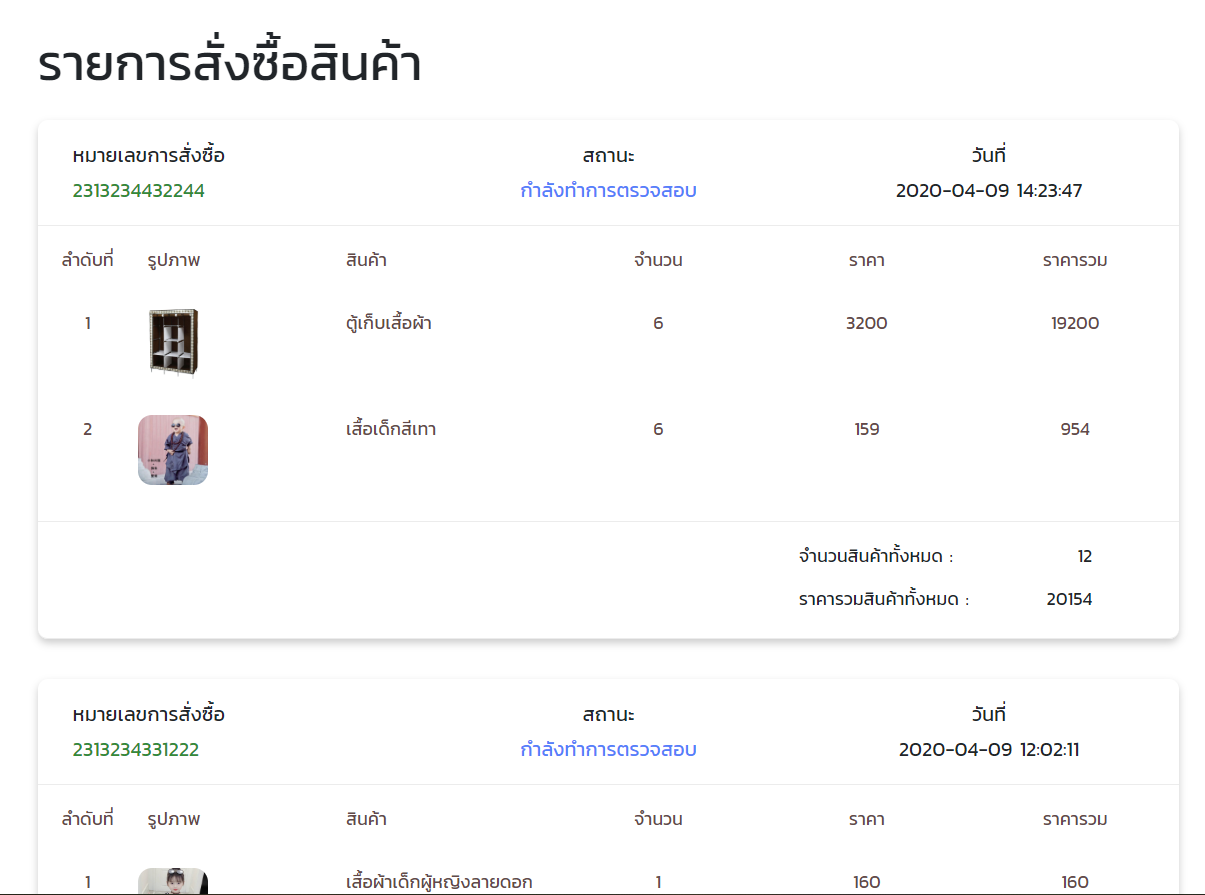 รายการสั่งซื้อสินค้า
หมายเลขการสั่งซื้อ สถานะ วันที่
2313234432244 กำลังทำการตรวจสอบ 2020-04-09 14:23:47
ลำดับที่ รูปภาพ สินค้า จำนวน ราคา ราคารวม
1 ตู้เก็บเสื้อผ้า 6 3200 19200
2 เสื้อเด็กสีเทา 6 159 954
จำนวนสินค้าทั้งหมด : 12
ราคารวมสินค้าทั้งหมด : 20154
หมายเลขการสั่งซื้อ สถานะ วันที่
2313234331222 กำลังทำการตรวจสอบ 2020-04-09 12:02:11
ลำดับที่ รูปภาพ สินค้า จำนวน ราคา ราคารวม
1 เสื้อผ้าเด็กผู้หญิงลายดอก 1 160 160